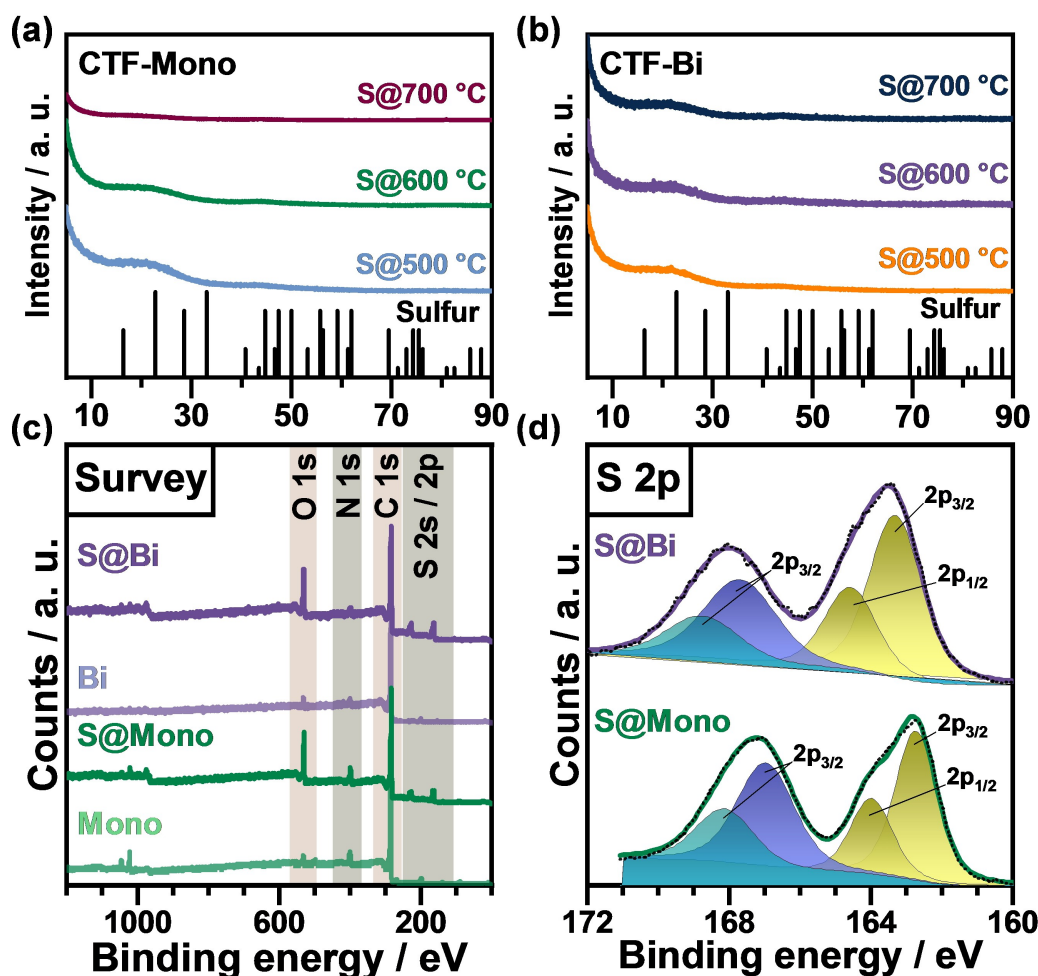 (a)
CTF-Mono
S@700 °C
S@600 °C
S@500 °C
Sulfur
Intensity / a. u.
10 30 50 70 90
(b)
CTF-Bi
S@700 °C
S@600 °C
S@500 °C
Sulfur
Intensity / a. u.
10 30 50 70 90
(c)
Survey
O 1s
N 1s
C 1s
S 2s / 2p
S@Bi
Bi
S@Mono
Mono
Counts / a. u.
1000 600 200
Binding energy / eV
(d)
S 2p
S@Bi
2p3/2
2p3/2
2p1/2
S@Mono
2p3/2
2p3/2
2p1/2
Counts / a. u.
172 168 164 160
Binding energy / eV